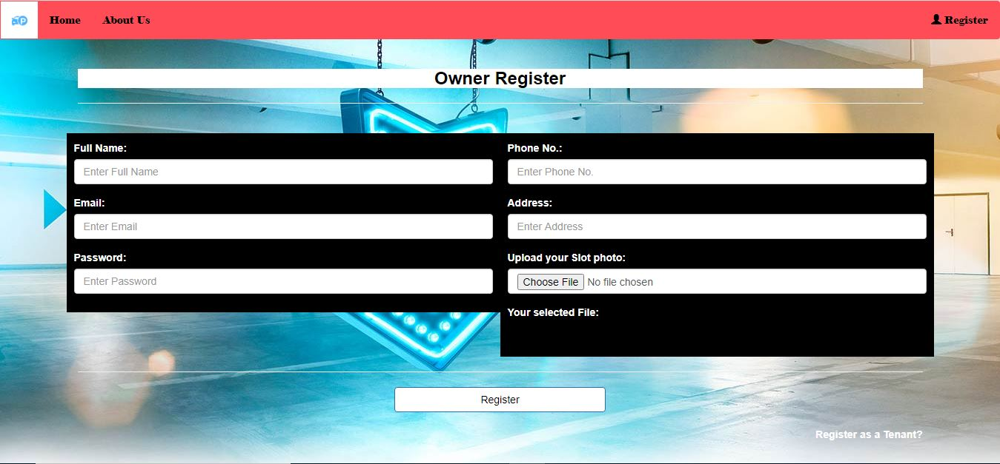 P
Home
About Us
Register
Owner Register
Full Name:
Enter Full Name
Phone No.:
Enter Phone No.
Email:
Enter Email
Address:
Enter Address
Password:
Enter Password
Upload your Slot photo:
Choose File No file chosen
Your selected File:
Register
Register as a Tenant?